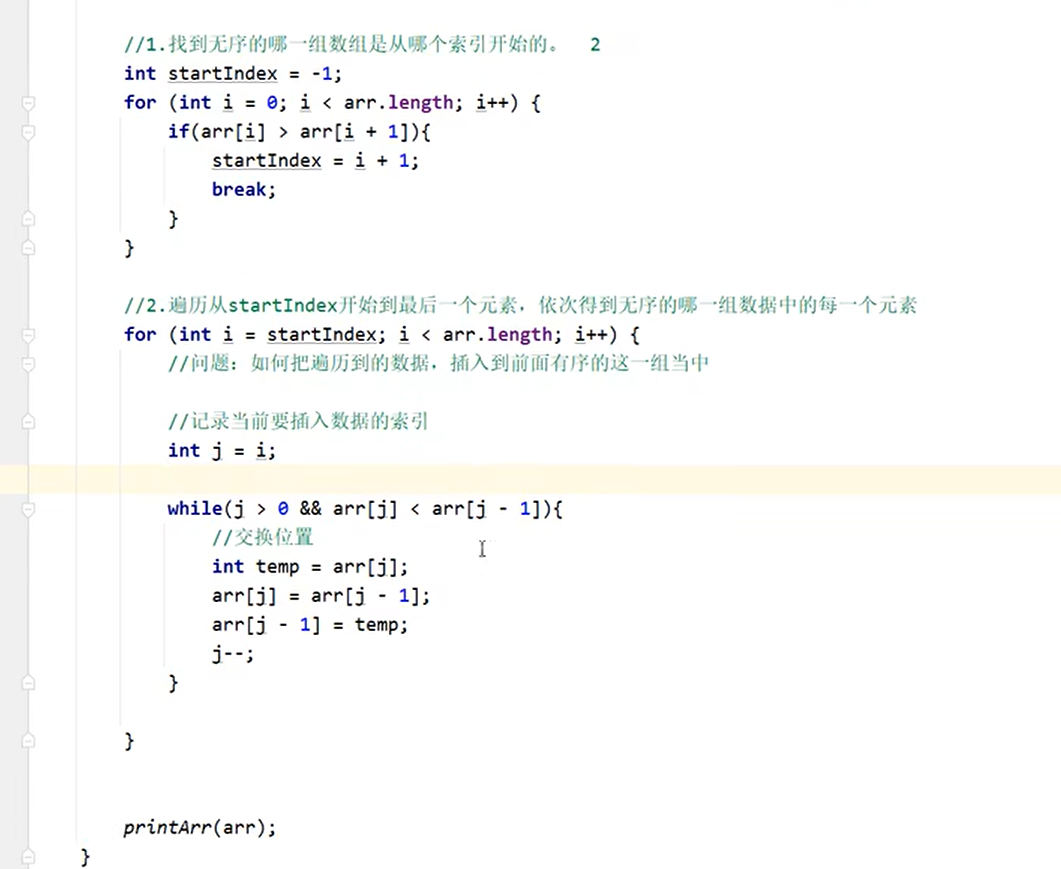 //1.找到无序的哪一组数组是从哪个索引开始的。  2
int startIndex = -1;
for (int i = 0; i < arr.length; i++) {
    if(arr[i] > arr[i + 1]){
        startIndex = i + 1;
        break;
    }
}
//2.遍历从startIndex开始到最后一个元素，依次得到无序的哪一组数据中的每一个元素
for (int i = startIndex; i < arr.length; i++) {
    //问题：如何把遍历到的数据，插入到前面有序的这一组当中
    //记录当前要插入数据的索引
    int j = i;
    while(j > 0 && arr[j] < arr[j - 1]){
        //交换位置
        int temp = arr[j];
        arr[j] = arr[j - 1];
        arr[j - 1] = temp;
        j--;
    }
}
printArr(arr);
}